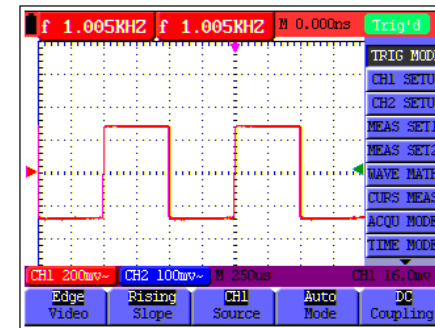 f 1.005KHZ f 1.005KHZ M 0.000ns Trig'd
TRIG MOD
CH1 SETU
CH2 SETU
MEAS SET1
MEAS SET2
WAVE MATH
CURS MEAS
ACQU MODE
TIME MODE
CH1 200mv~ CH2 100mv~ M 250us CH1 16.0mv
Edge Rising CH1 Auto DC
Video Slope Source Mode Coupling